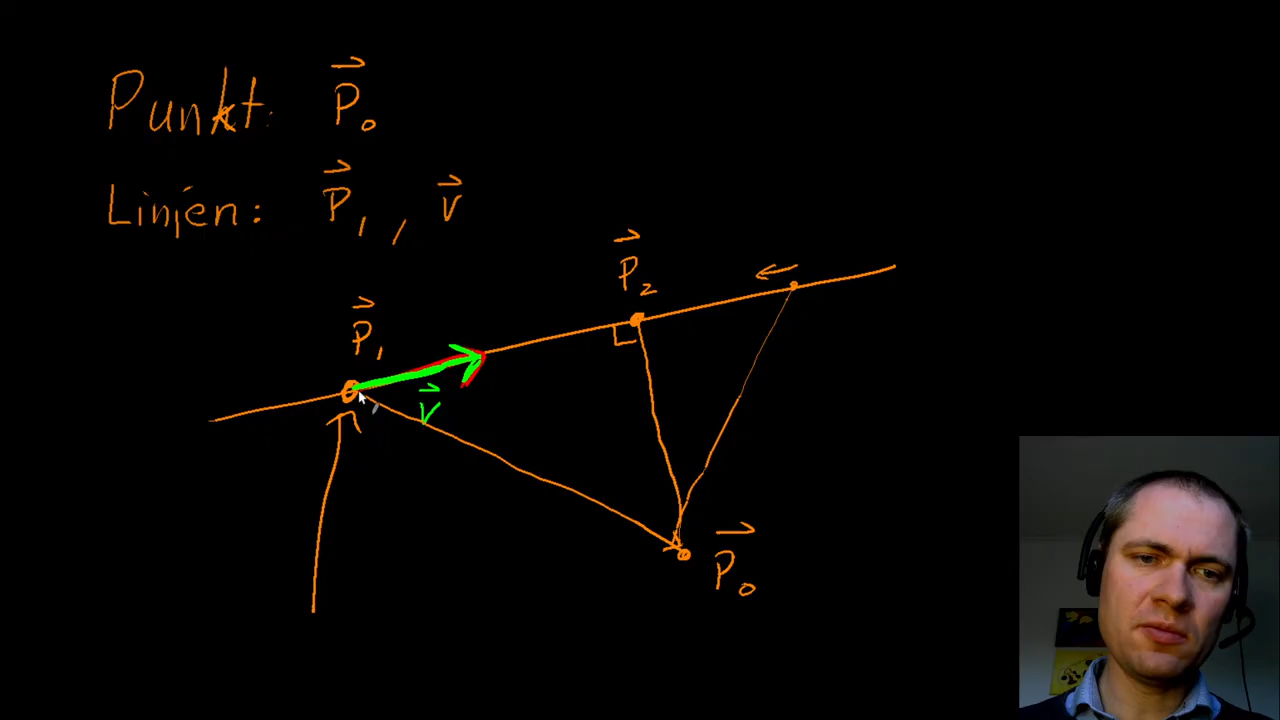 Punkt: P⃗₀
Linjen: P⃗₁, v⃗
P⃗₂
P⃗₁
v⃗
P⃗₀